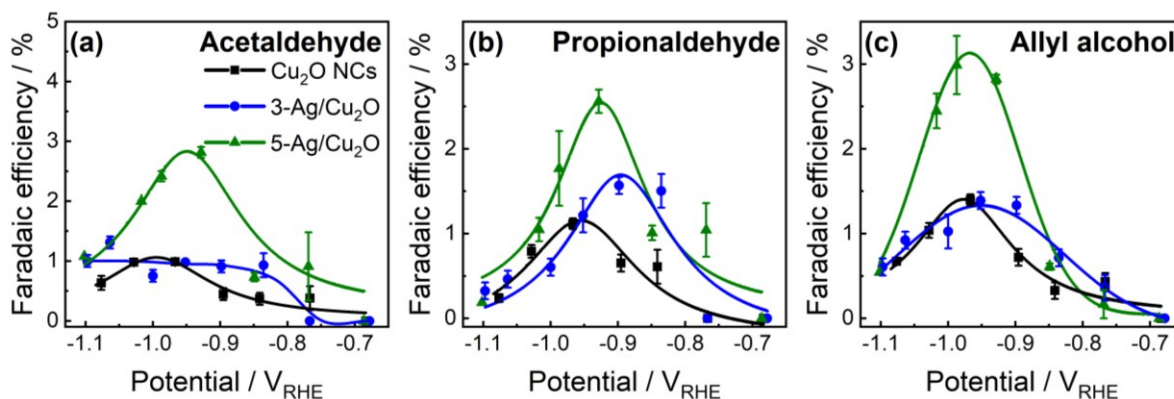 (a) Acetaldehyde
Cu₂O NCs
3-Ag/Cu₂O
5-Ag/Cu₂O
Faradaic efficiency / %
5
4
3
2
1
0
-1.1 -1.0 -0.9 -0.8 -0.7
Potential / V_RHE
(b) Propionaldehyde
Faradaic efficiency / %
3
2
1
0
-1.1 -1.0 -0.9 -0.8 -0.7
Potential / V_RHE
(c) Allyl alcohol
Faradaic efficiency / %
3
2
1
0
-1.1 -1.0 -0.9 -0.8 -0.7
Potential / V_RHE